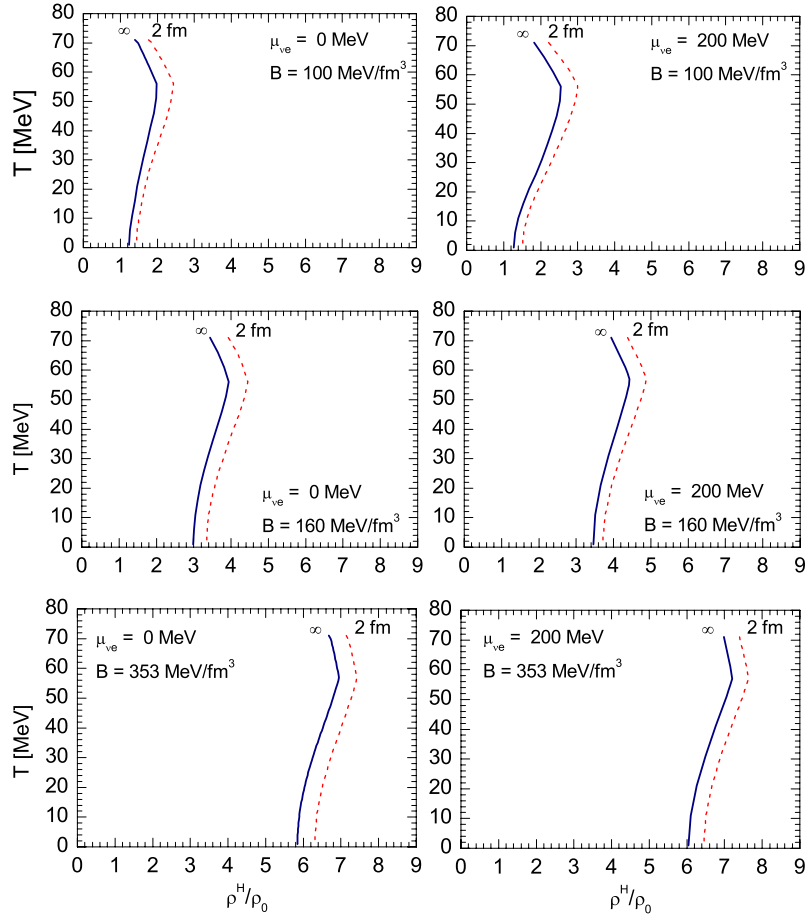 ∞ 2 fm
μνe = 0 MeV
B = 100 MeV/fm³
T [MeV]
80
70
60
50
40
30
20
10
0
0 1 2 3 4 5 6 7 8 9
∞ 2 fm
μνe = 200 MeV
B = 100 MeV/fm³
80
70
60
50
40
30
20
10
0
0 1 2 3 4 5 6 7 8 9
∞ 2 fm
μνe = 0 MeV
B = 160 MeV/fm³
T [MeV]
80
70
60
50
40
30
20
10
0
0 1 2 3 4 5 6 7 8 9
∞ 2 fm
μνe = 200 MeV
B = 160 MeV/fm³
80
70
60
50
40
30
20
10
0
0 1 2 3 4 5 6 7 8 9
∞ 2 fm
μνe = 0 MeV
B = 353 MeV/fm³
T [MeV]
80
70
60
50
40
30
20
10
0
0 1 2 3 4 5 6 7 8 9
ρᴴ/ρ₀
∞ 2 fm
μνe = 200 MeV
B = 353 MeV/fm³
80
70
60
50
40
30
20
10
0
0 1 2 3 4 5 6 7 8 9
ρᴴ/ρ₀